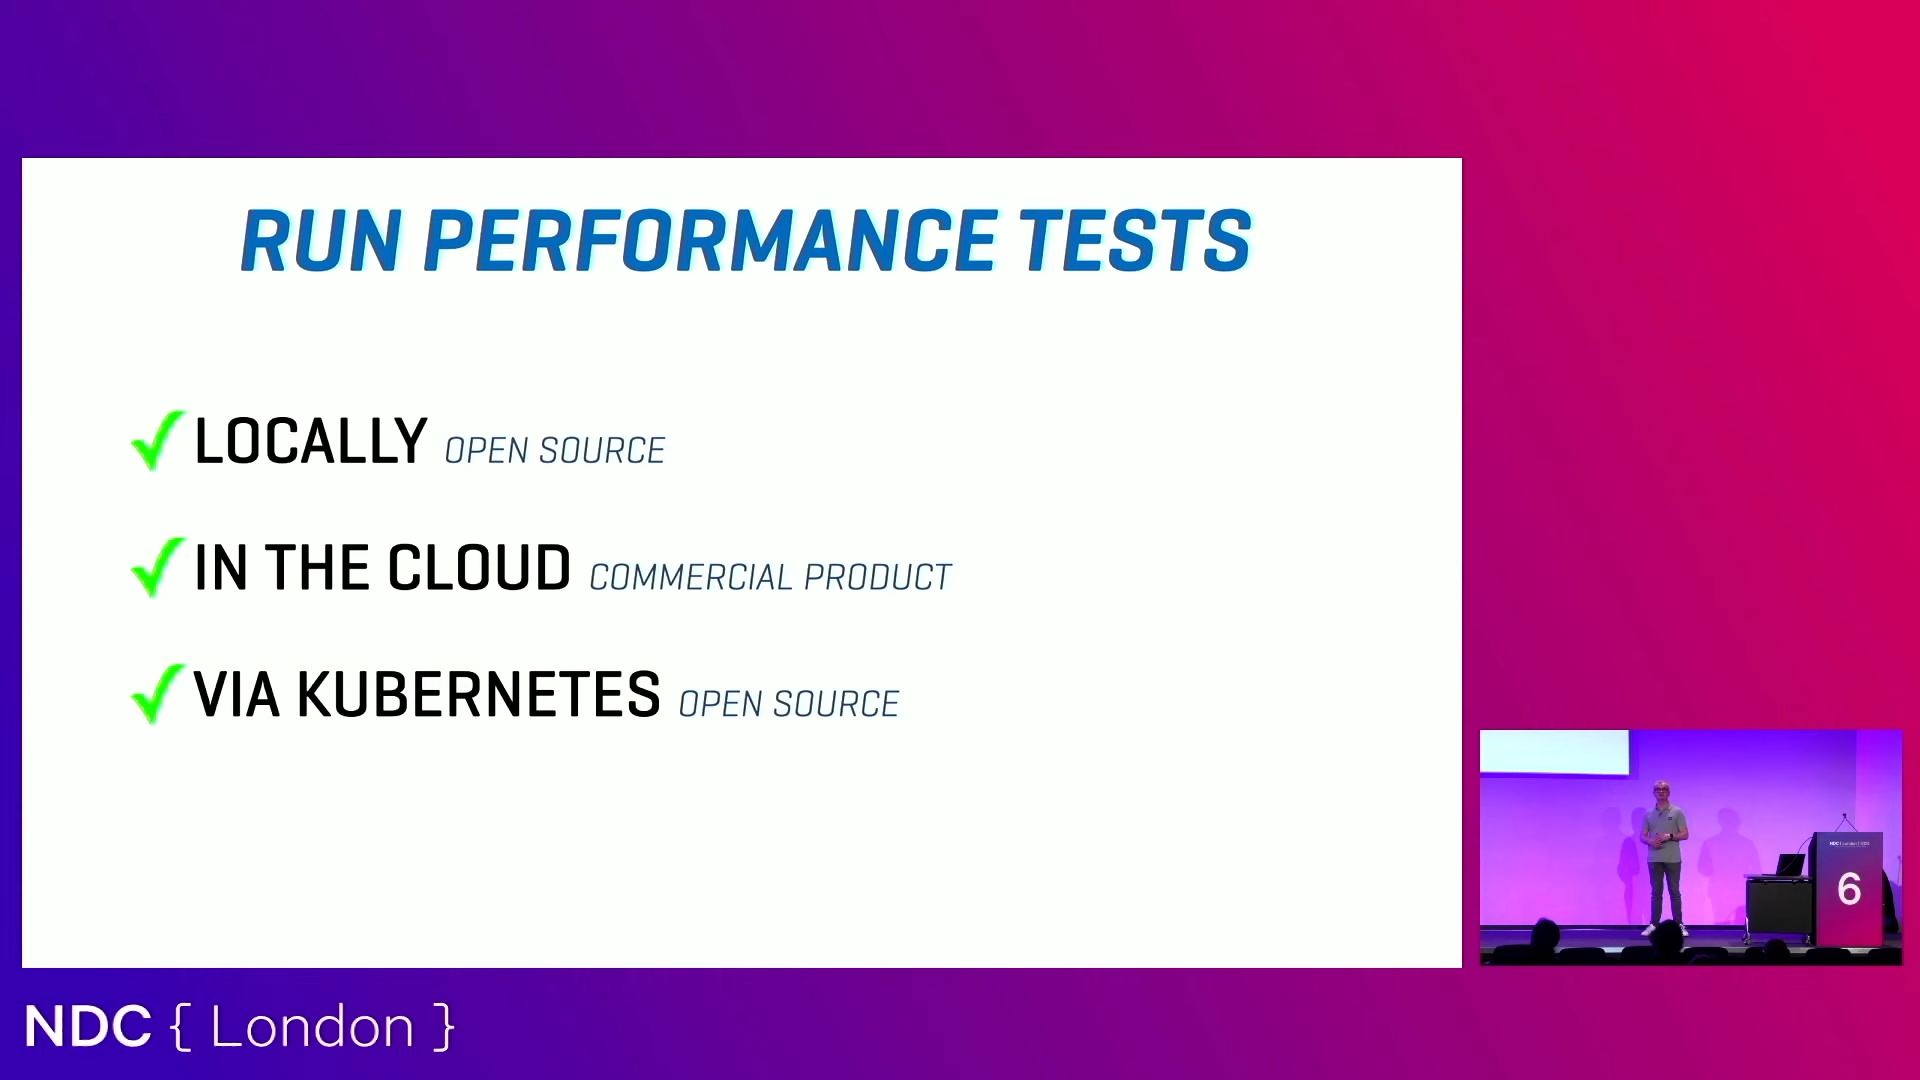 RUN PERFORMANCE TESTS
LOCALLY OPEN SOURCE
IN THE CLOUD COMMERCIAL PRODUCT
VIA KUBERNETES OPEN SOURCE
6
NDC { London }